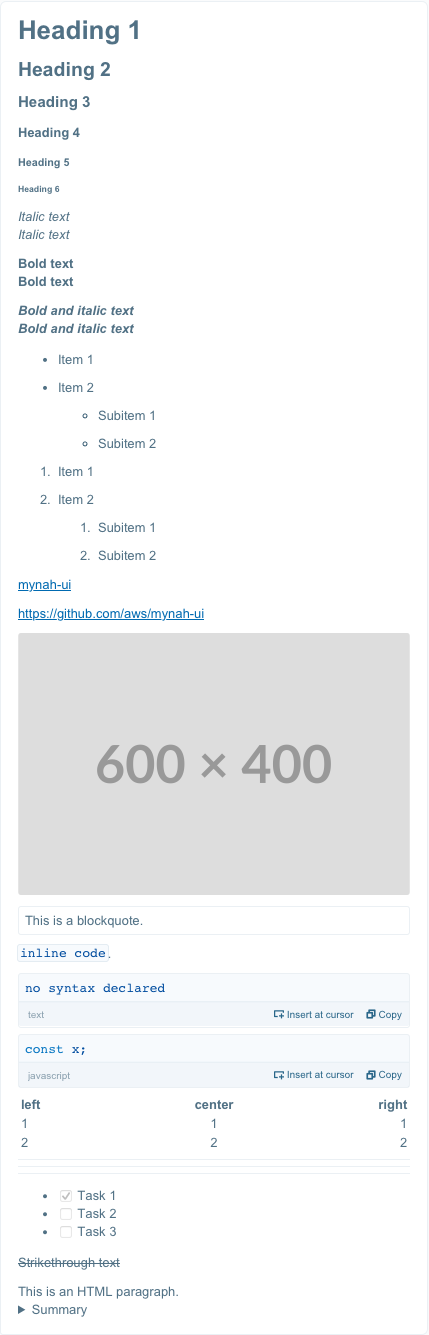 Heading 1
Heading 2
Heading 3
Heading 4
Heading 5
Heading 6
Italic text
Italic text
Bold text
Bold text
Bold and italic text
Bold and italic text
• Item 1
• Item 2
◦ Subitem 1
◦ Subitem 2
1. Item 1
2. Item 2
1. Subitem 1
2. Subitem 2
mynah-ui
https://github.com/aws/mynah-ui
600 × 400
This is a blockquote.
inline code.
no syntax declared
text Insert at cursor Copy
const x;
javascript Insert at cursor Copy
left center right
1 1 1
2 2 2
• Task 1
• Task 2
• Task 3
Strikethrough text
This is an HTML paragraph.
Summary